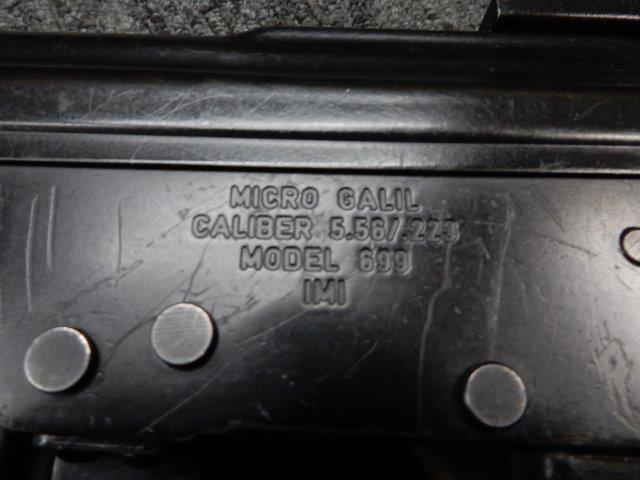 MICRO GALIL
CALIBER 5.56/.223
MODEL 699
IMI